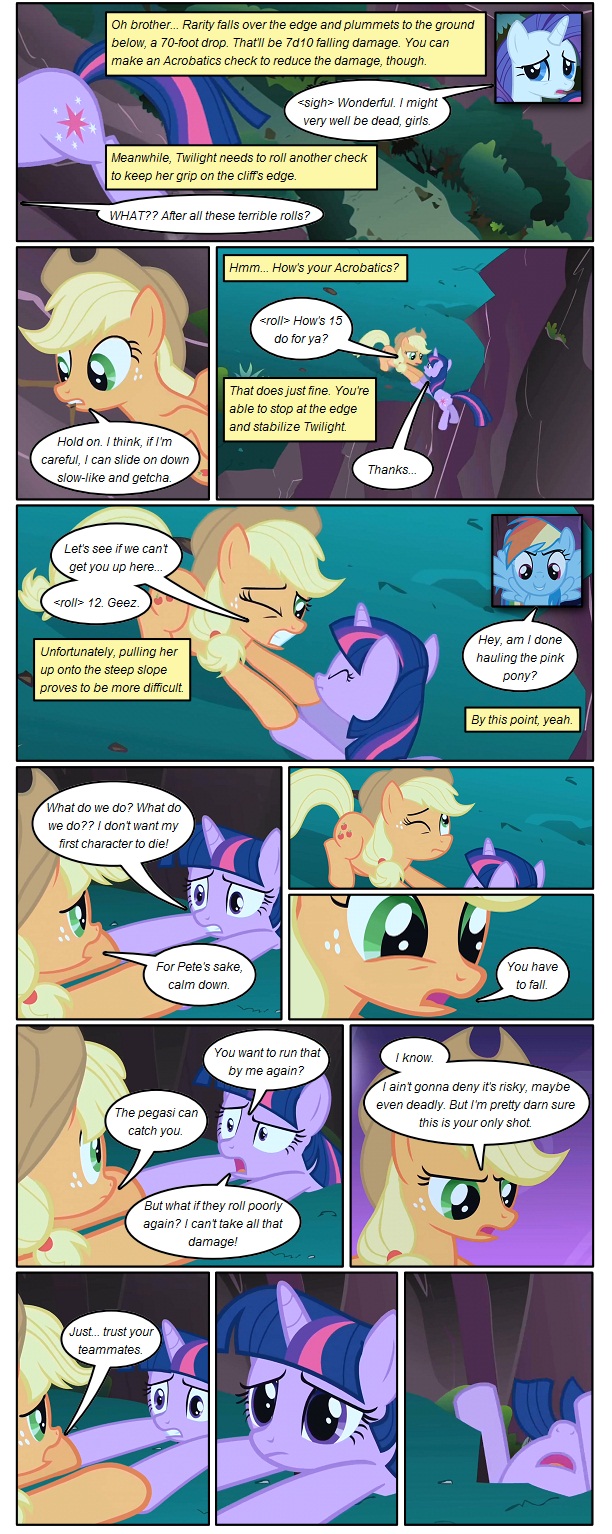 Oh brother... Rarity falls over the edge and plummets to the ground
below, a 70-foot drop. That'll be 7d10 falling damage. You can
make an Acrobatics check to reduce the damage, though.
<sigh> Wonderful. I might
very well be dead, girls.
Meanwhile, Twilight needs to roll another check
to keep her grip on the cliff's edge.
WHAT?? After all these terrible rolls?
Hold on. I think, if I'm
careful, I can slide on down
slow-like and getcha.
Hmm... How's your Acrobatics?
<roll> How's 15
do for ya?
That does just fine. You're
able to stop at the edge
and stabilize Twilight.
Thanks...
Let's see if we can't
get you up here...
<roll> 12. Geez.
Unfortunately, pulling her
up onto the steep slope
proves to be more difficult.
Hey, am I done
hauling the pink
pony?
By this point, yeah.
What do we do? What do
we do?? I don't want my
first character to die!
For Pete's sake,
calm down.
You have
to fall.
You want to run that
by me again?
The pegasi can
catch you.
But what if they roll poorly
again? I can't take all that
damage!
I know.
I ain't gonna deny it's risky, maybe
even deadly. But I'm pretty darn sure
this is your only shot.
Just... trust your
teammates.